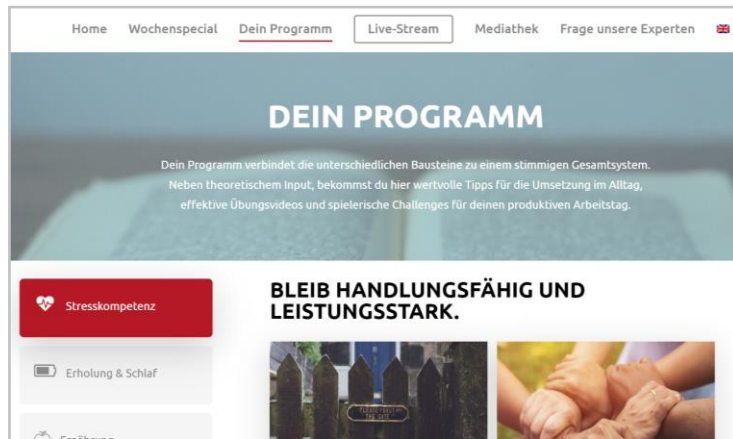 Home Wochenspecial Dein Programm Live-Stream Mediathek Frage unsere Experten
DEIN PROGRAMM
Dein Programm verbindet die unterschiedlichen Bausteine zu einem stimmigen Gesamtsystem.
Neben theoretischem Input, bekommst du hier wertvolle Tipps für die Umsetzung im Alltag,
effektive Übungsvideos und spielerische Challenges für deinen produktiven Arbeitstag.
Stresskompetenz
Erholung & Schlaf
Ernährung
BLEIB HANDLUNGSFÄHIG UND
LEISTUNGSSTARK.